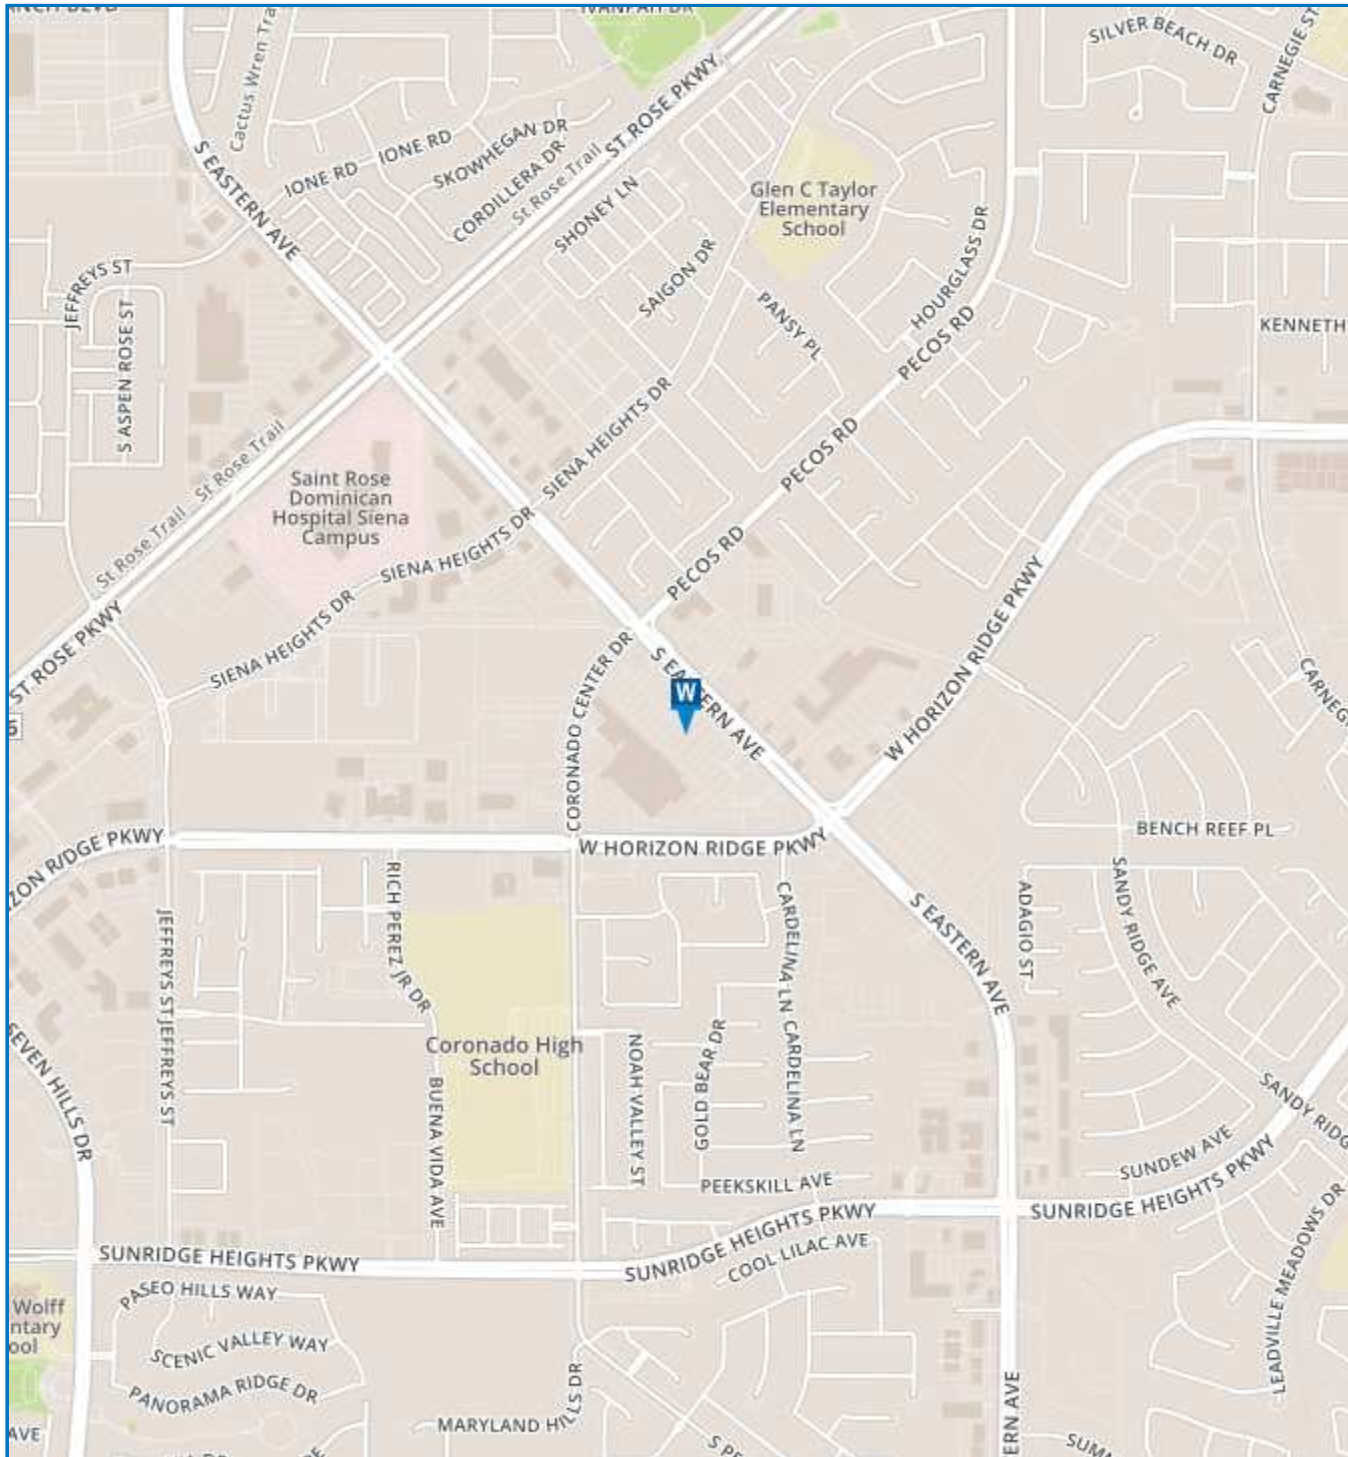 IVANPAH DR
SILVER BEACH DR
CARNEGIE ST
Cactus Wren Trail
S EASTERN AVE
IONE RD
IONE RD
SKOWHEGAN DR
CORDILLERA DR
St Rose Trail
ST ROSE PKWY
SHONEY LN
Glen C Taylor
Elementary
School
SAIGON DR
HOURGLASS DR
JEFFREYS ST
S ASPEN ROSE ST
PANSY PL
PECOS RD
KENNETH
SIENA HEIGHTS DR
PECOS RD
St Rose Trail
Saint Rose
Dominican
Hospital Siena
Campus
St Rose Trail
SIENA HEIGHTS DR
PECOS RD
SIENA HEIGHTS DR
ST ROSE PKWY
CORONADO CENTER DR
S EASTERN AVE
W
W HORIZON RIDGE PKWY
CARNEG
ZON RIDGE PKWY
W HORIZON RIDGE PKWY
BENCH REEF PL
RICH PEREZ JR DR
CARDELINA LN
CARDELINA LN
S EASTERN AVE
ADAGIO ST
SANDY RIDGE AVE
JEFFREYS ST
JEFFREYS ST
Coronado High
School
NOAH VALLEY ST
GOLD BEAR DR
SEVEN HILLS DR
BUENA VIDA AVE
SANDY RIDG
SUNDEW AVE
PEEKSKILL AVE
SUNRIDGE HEIGHTS PKWY
SUNRIDGE HEIGHTS PKWY
SUNRIDGE HEIGHTS PKWY
COOL LILAC AVE
LEADVILLE MEADOWS DR
PASEO HILLS WAY
Wolff
ntary
ool
SCENIC VALLEY WAY
PANORAMA RIDGE DR
MARYLAND HILLS DR
ERN AVE
AVE
S PE
SUMM